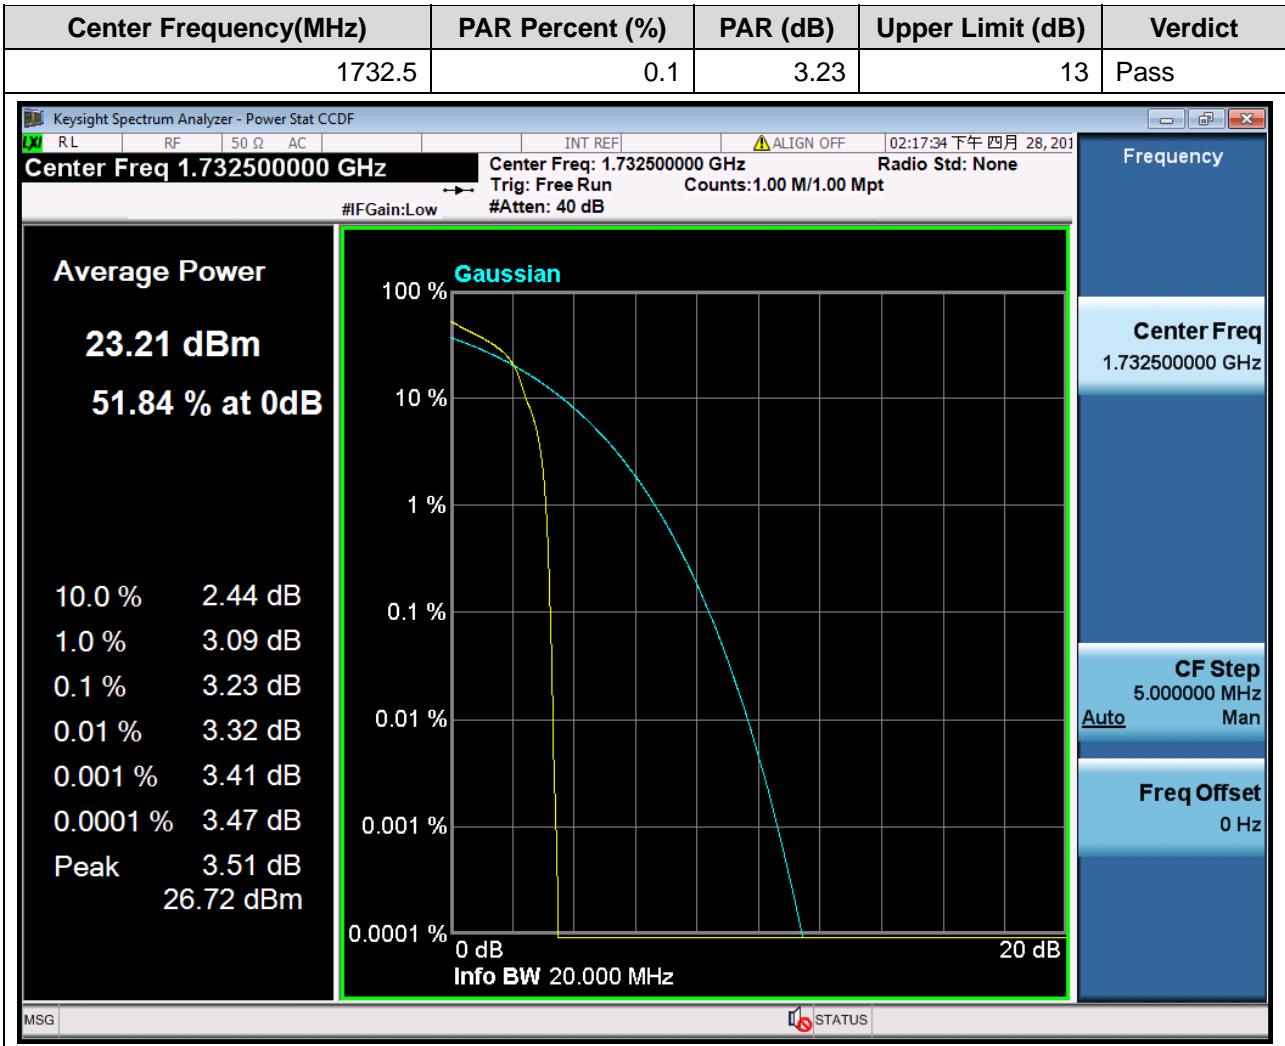 Center Frequency(MHz) PAR Percent (%) PAR (dB) Upper Limit (dB) Verdict
1732.5 0.1 3.23 13 Pass
Keysight Spectrum Analyzer - Power Stat CCDF
LXI RL RF 50 Ω AC INT REF ALIGN OFF 02:17:34 下午 四月 28, 201
Center Freq 1.732500000 GHz
Center Freq: 1.732500000 GHz Radio Std: None
Trig: Free Run Counts:1.00 M/1.00 Mpt
#IFGain:Low #Atten: 40 dB
Frequency
Average Power
23.21 dBm
51.84 % at 0dB
10.0 % 2.44 dB
1.0 % 3.09 dB
0.1 % 3.23 dB
0.01 % 3.32 dB
0.001 % 3.41 dB
0.0001 % 3.47 dB
Peak 3.51 dB
26.72 dBm
Gaussian
100 %
10 %
1 %
0.1 %
0.01 %
0.001 %
0.0001 %
0 dB 20 dB
Info BW 20.000 MHz
Center Freq
1.732500000 GHz
CF Step
5.000000 MHz
Auto Man
Freq Offset
0 Hz
MSG STATUS